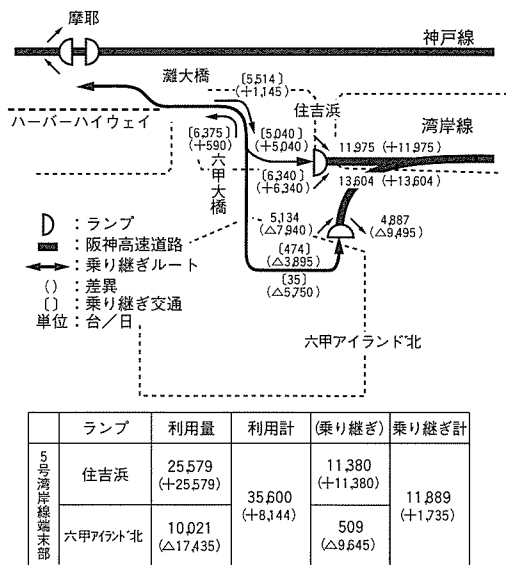 摩耶
神戸線
灘大橋
〔5,514〕
(+1,145)
住吉浜
湾岸線
ハーバーハイウェイ
〔6,375〕
(+590)
〔5,040〕
(+5,040)
11,975 (+11,975)
六甲大橋
〔6,340〕
(+6,340)
13,604 (+13,604)
5,134
(△7,940)
4,887
(△9,495)
〔474〕
(△3,895)
〔35〕
(△5,750)
：ランプ
：阪神高速道路
：乗り継ぎルート
()：差異
〔〕：乗り継ぎ交通
単位：台／日
六甲アイランド北
ランプ 利用量 利用計 (乗り継ぎ) 乗り継ぎ計
5号湾岸線端末部
住吉浜 25,579 11,380
(+25,579) (+11,380)
35,600 11,889
(+8,144) (+1,735)
六甲アイランド北 10,021 509
(△17,435) (△9,645)